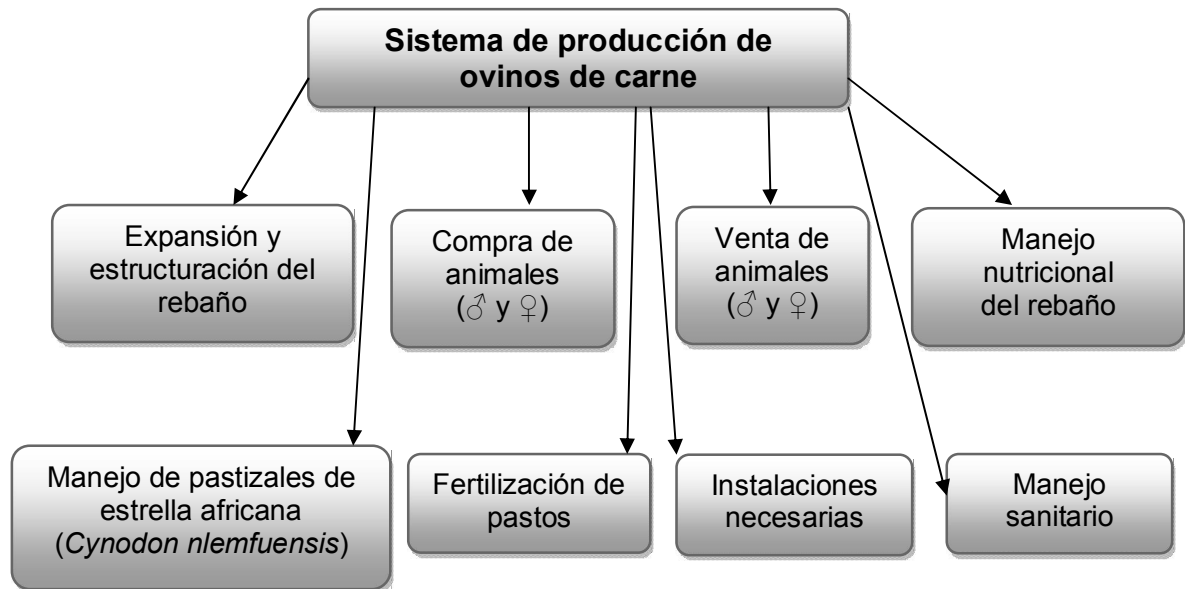 Sistema de producción de
ovinos de carne
Expansión y
estructuración del
rebaño
Compra de
animales
(♂ y ♀)
Venta de
animales
(♂ y ♀)
Manejo
nutricional
del rebaño
Manejo de pastizales de
estrella africana
(Cynodon nlemfuensis)
Fertilización de
pastos
Instalaciones
necesarias
Manejo
sanitario